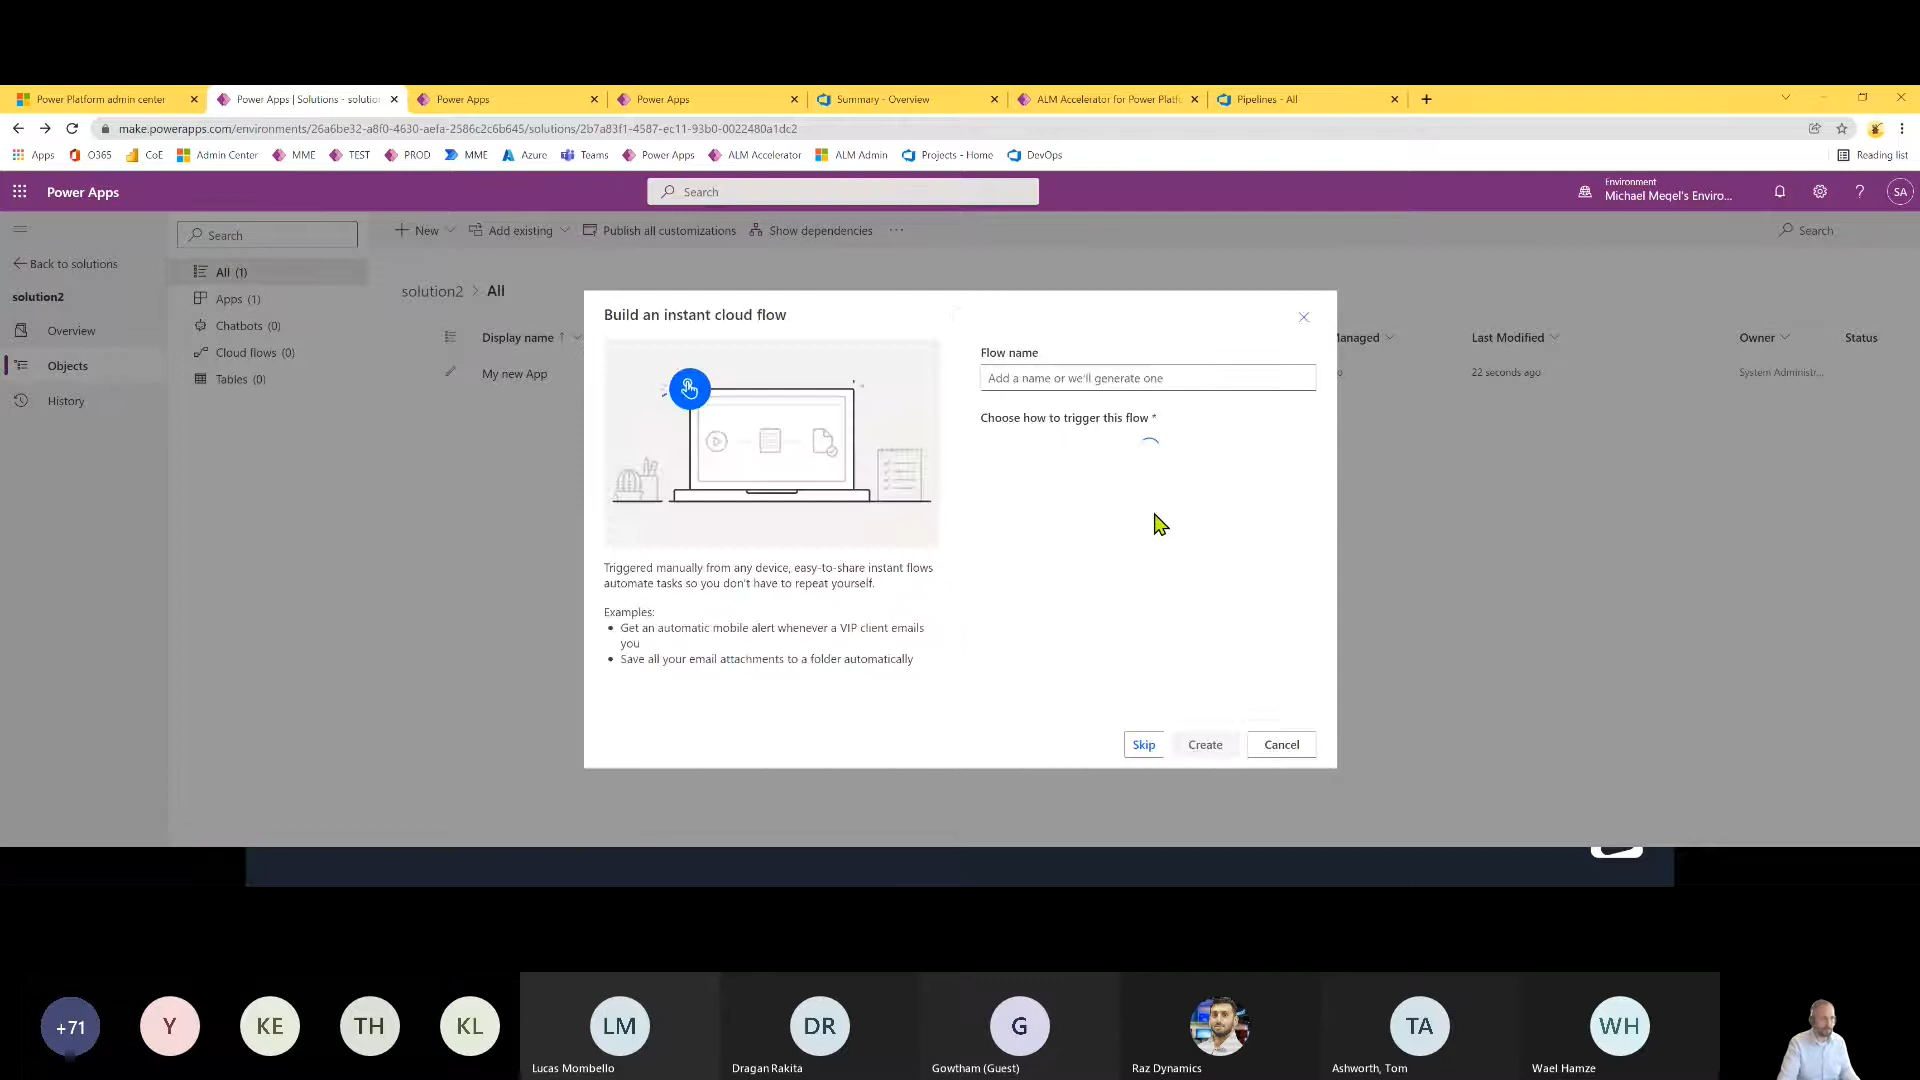 Power Platform admin center
Power Apps | Solutions - solutio
Power Apps
Power Apps
Summary - Overview
ALM Accelerator for Power Platf
Pipelines - All
make.powerapps.com/environments/26a6be32-a8f0-4630-aefa-2586c2c6b645/solutions/2b7a83f1-4587-ec11-93b0-0022480a1dc2
Apps
O365
CoE
Admin Center
MME
TEST
PROD
MME
Azure
Teams
Power Apps
ALM Accelerator
ALM Admin
Projects - Home
DevOps
Reading list
Power Apps
Search
Environment
Michael Megel's Enviro...
SA
Search
New
Add existing
Publish all customizations
Show dependencies
Search
Back to solutions
solution2
Overview
Objects
History
All (1)
Apps (1)
Chatbots (0)
Cloud flows (0)
Tables (0)
solution2 > All
Display name
anaged
Last Modified
Owner
Status
My new App
22 seconds ago
System Administr...
Build an instant cloud flow
Triggered manually from any device, easy-to-share instant flows
automate tasks so you don't have to repeat yourself.
Examples:
Get an automatic mobile alert whenever a VIP client emails
you
Save all your email attachments to a folder automatically
Flow name
Add a name or we'll generate one
Choose how to trigger this flow *
Skip
Create
Cancel
+71
Y
KE
TH
KL
LM
DR
G
TA
WH
Lucas Mombello
Dragan Rakita
Gowtham (Guest)
Raz Dynamics
Ashworth, Tom
Wael Hamze